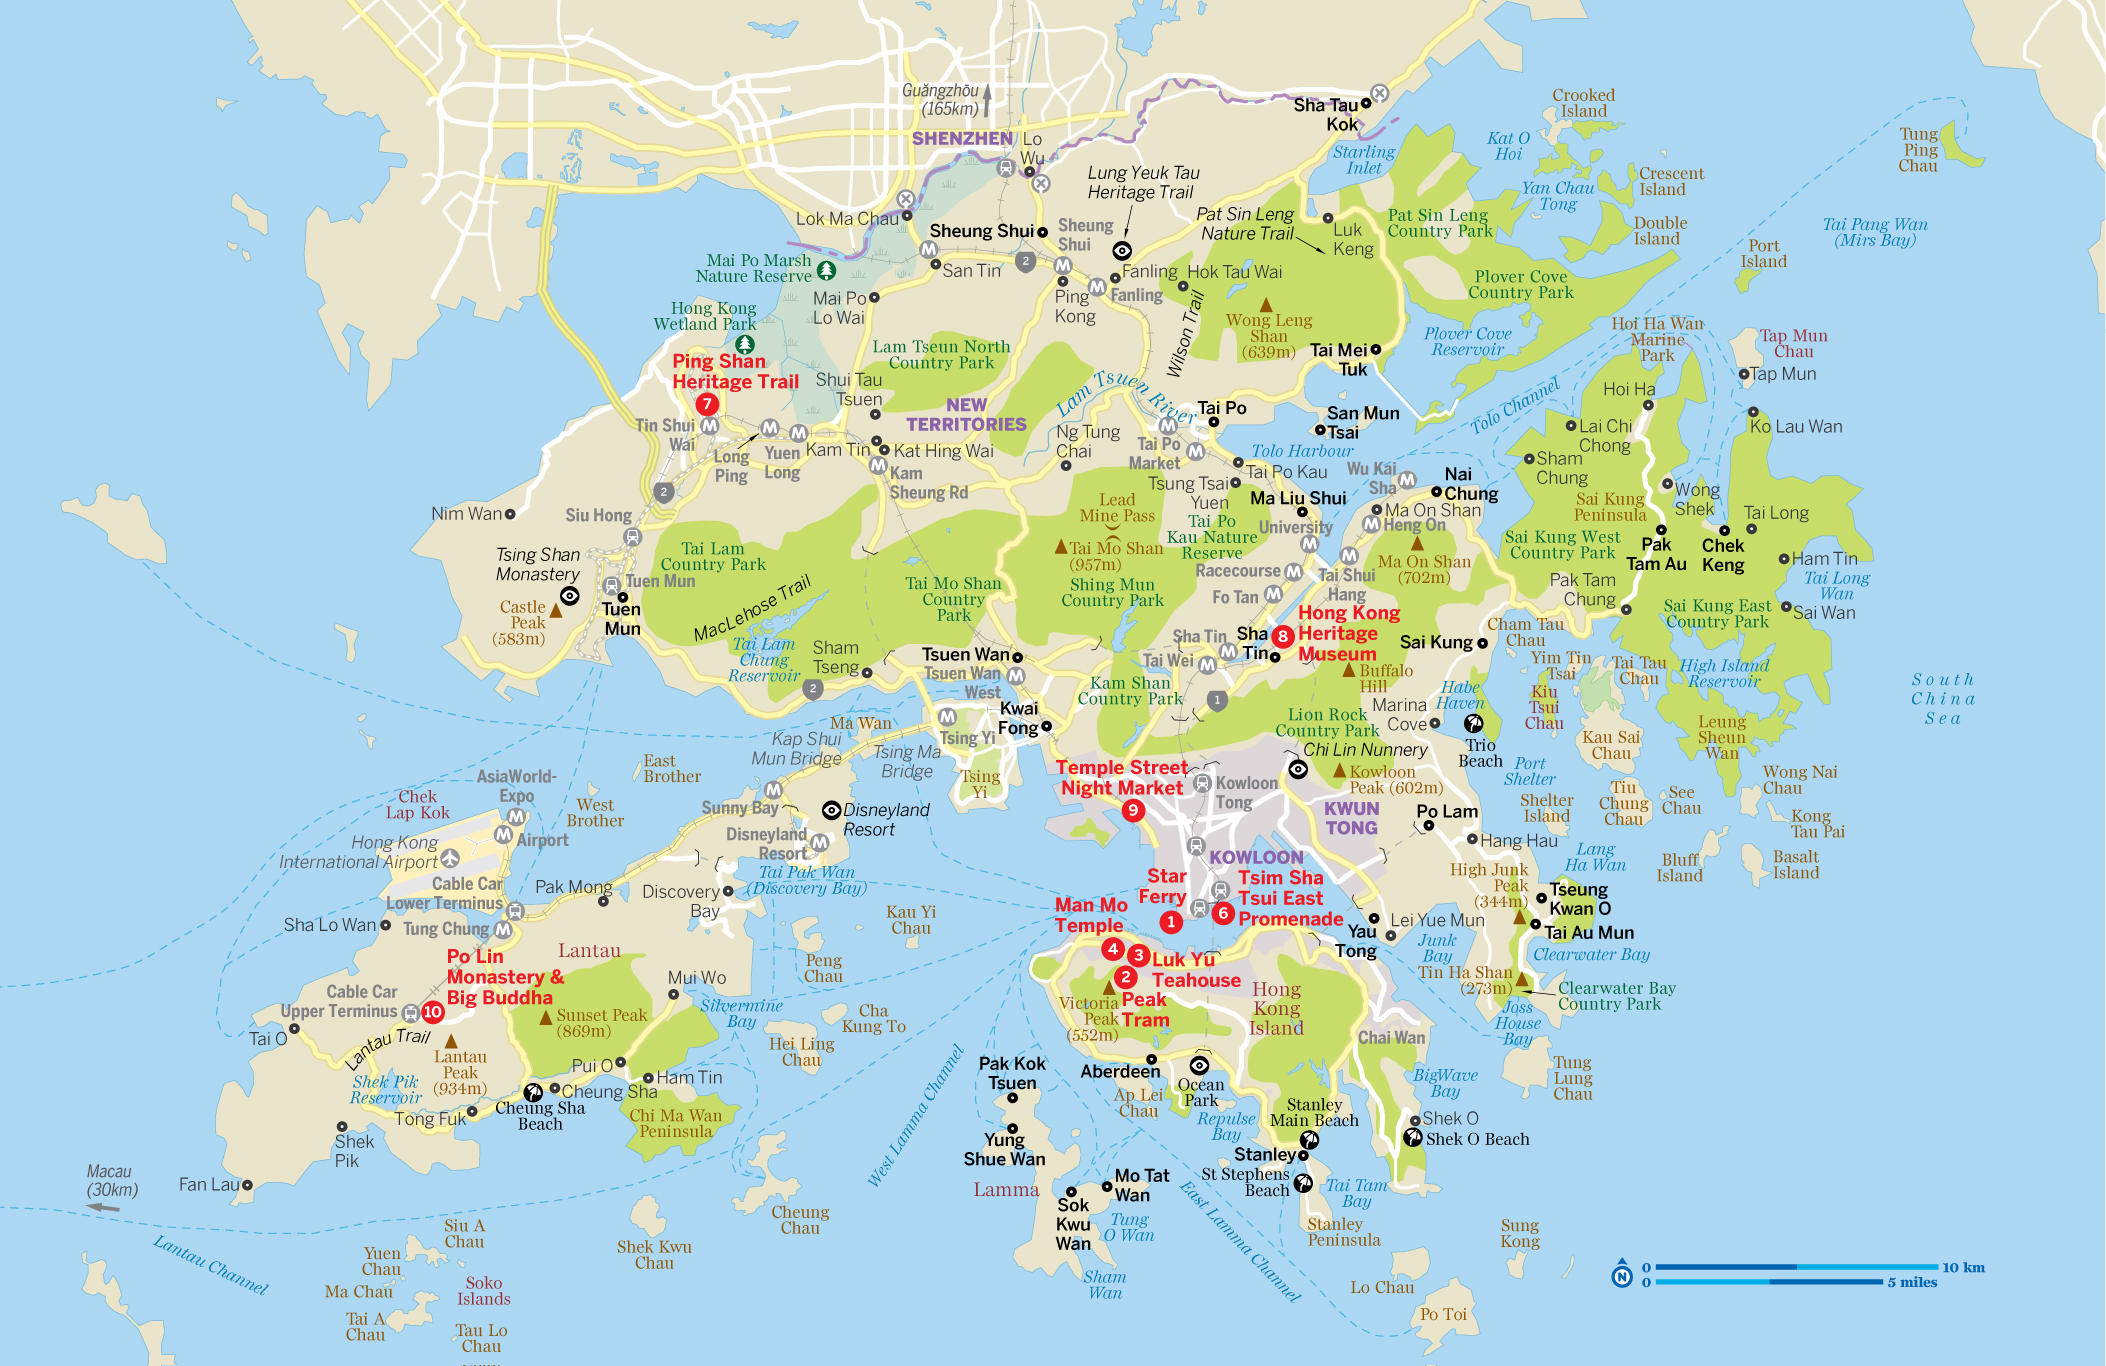 Guǎngzhōu
(165km)
SHENZHEN
Lo
Wu
Sha Tau
Kok
Starling
Inlet
Crooked
Island
Kat O
Hoi
Tung
Ping
Chau
Crescent
Island
Yan Chau
Tong
Double
Island
Tai Pang Wan
(Mirs Bay)
Port
Island
Lung Yeuk Tau
Heritage Trail
Lok Ma Chau
Sheung Shui
Sheung
Shui
Pat Sin Leng
Nature Trail
Luk
Keng
Pat Sin Leng
Country Park
Mai Po Marsh
Nature Reserve
San Tin
2
Fanling
Hok Tau Wai
Plover Cove
Country Park
Mai Po
Lo Wai
Ping
Kong
Fanling
Hong Kong
Wetland Park
Wong Leng
Shan
(639m)
Wilson Trail
Plover Cove
Reservoir
Hoi Ha Wan
Marine
Park
Tap Mun
Chau
Tap Mun
Ping Shan
Heritage Trail
7
Lam Tseun North
Country Park
Tai Mei
Tuk
Shui Tau
Tsuen
Lam Tsuen River
Tolo Channel
Hoi Ha
NEW
TERRITORIES
Tai Po
San Mun
Tsai
Lai Chi
Chong
Ko Lau Wan
Tin Shui
Wai
Long
Ping
Yuen
Long
Kam Tin
Kat Hing Wai
Ng Tung
Chai
Tai Po
Market
Tolo Harbour
Sham
Chung
Kam
Sheung Rd
Tai Po Kau
Wu Kai
Sha
Nai
Chung
Wong
Shek
Tsung Tsai
Yuen
Ma Liu Shui
2
Nim Wan
Siu Hong
Lead
Mine Pass
Tai Po
Kau Nature
Reserve
University
Ma On Shan
Heng On
Sai Kung
Peninsula
Tai Long
Tsing Shan
Monastery
Tai Lam
Country Park
Tai Mo Shan
(957m)
Ma On Shan
(702m)
Sai Kung West
Country Park
Pak
Tam Au
Chek
Keng
Ham Tin
Tai Long
Wan
Tuen Mun
Tai Mo Shan
Country
Park
Shing Mun
Country Park
Racecourse
Tai Shui
Hang
Pak Tam
Chung
Castle
Peak
(583m)
Tuen
Mun
MacLehose Trail
Fo Tan
Hong Kong
Heritage
Museum
8
Sai Kung East
Country Park
Sai Wan
Tai Lam
Chung
Reservoir
Sham
Tseng
2
Tsuen Wan
Tsuen Wan
West
Sha Tin
Sha
Tin
Tai Wei
Sai Kung
Cham Tau
Chau
Yim Tin
Tsai
Tai Tau
Chau
High Island
Reservoir
South
China
Sea
Kam Shan
Country Park
1
Buffalo
Hill
Habe
Haven
Kiu
Tsui
Chau
Kwai
Fong
Lion Rock
Country Park
Marina
Cove
Leung
Sheun
Wan
Ma Wan
Tsing Yi
Kap Shui
Mun Bridge
Tsing Ma
Bridge
Chi Lin Nunnery
Trio
Beach
Kau Sai
Chau
East
Brother
Tsing
Yi
Temple Street
Night Market
9
Kowloon
Tong
Kowloon
Peak (602m)
Port
Shelter
Wong Nai
Chau
AsiaWorld-
Expo
Chek
Lap Kok
West
Brother
Sunny Bay
Disneyland
Resort
KWUN
TONG
Po Lam
Shelter
Island
Tiu
Chung
Chau
See
Chau
Kong
Tau Pai
Hong Kong
International Airport
Airport
Disneyland
Resort
Hang Hau
Lang
Ha Wan
Bluff
Island
Basalt
Island
Cable Car
Lower Terminus
Pak Mong
Discovery
Bay
Tai Pak Wan
(Discovery Bay)
Star
Ferry
1
KOWLOON
Tsim Sha
Tsui East
Promenade
6
High Junk
Peak
(344m)
Tseung
Kwan O
Sha Lo Wan
Tung Chung
Kau Yi
Chau
Man Mo
Temple
4
3
Lei Yue Mun
Yau
Tong
Tai Au Mun
Junk
Bay
Clearwater Bay
Po Lin
Monastery &
Big Buddha
10
Lantau
Peng
Chau
Luk Yu
Teahouse
2
Peak
Tram
Tin Ha Shan
(273m)
Clearwater Bay
Country Park
Cable Car
Upper Terminus
Mui Wo
Silvermine
Bay
Hong
Kong
Island
Victoria
Peak
(552m)
Joss
House
Bay
Sunset Peak
(869m)
Cha
Kung To
Chai Wan
Tai O
Lantau Trail
Lantau
Peak
(934m)
Hei Ling
Chau
Tung
Lung
Chau
Pui O
Ham Tin
Pak Kok
Tsuen
Aberdeen
Ocean
Park
BigWave
Bay
Shek Pik
Reservoir
Cheung Sha
Cheung Sha
Beach
Ap Lei
Chau
Stanley
Main Beach
Shek O
Shek O Beach
Tong Fuk
Chi Ma Wan
Peninsula
West Lamma Channel
Repulse
Bay
Shek
Pik
Yung
Shue Wan
Stanley
Macau
(30km)
Fan Lau
Lamma
Mo Tat
Wan
St Stephens
Beach
Tai Tam
Bay
Sok
Kwu
Wan
Tung
O Wan
East Lamma Channel
Stanley
Peninsula
Sung
Kong
Cheung
Chau
Siu A
Chau
Shek Kwu
Chau
Lantau Channel
Yuen
Chau
Ma Chau
Soko
Islands
Sham
Wan
Lo Chau
Tai A
Chau
Tau Lo
Chau
Po Toi
N
0
10 km
0
5 miles